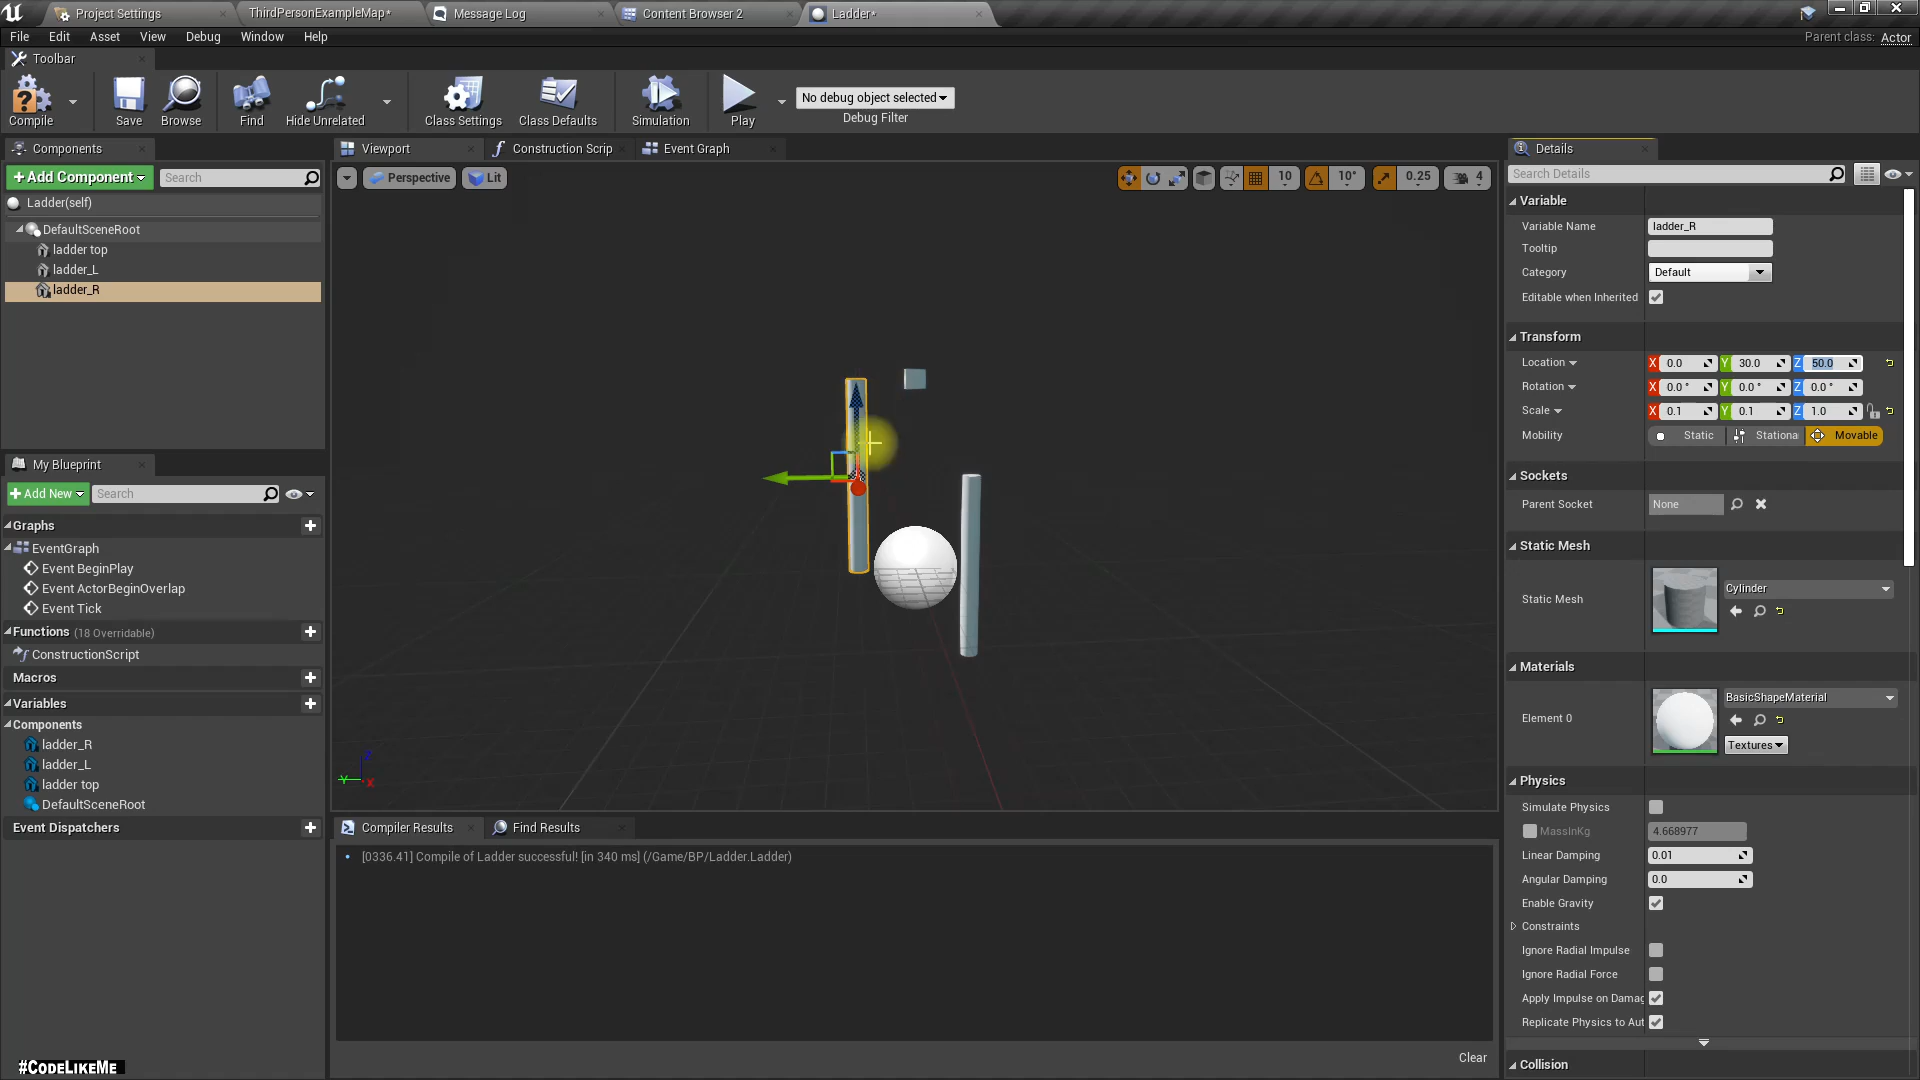 Project Settings
ThirdPersonExampleMap*
Message Log
Content Browser 2
Ladder*
File Edit Asset View Debug Window Help
Parent class: Actor
Toolbar
Compile
Save
Browse
Find
Hide Unrelated
Class Settings
Class Defaults
Simulation
Play
No debug object selected
Debug Filter
Components
+Add Component
Search
Ladder(self)
DefaultSceneRoot
ladder top
ladder_L
ladder_R
My Blueprint
+Add New
Search
Graphs
EventGraph
Event BeginPlay
Event ActorBeginOverlap
Event Tick
Functions (18 Overridable)
ConstructionScript
Macros
Variables
Components
ladder_R
ladder_L
ladder top
DefaultSceneRoot
Event Dispatchers
#CODELIKEME
Viewport
Construction Scrip
Event Graph
Perspective
Lit
10
10°
0.25
4
Z
Y
X
Compiler Results
Find Results
[0336.41] Compile of Ladder successful! [in 340 ms] (/Game/BP/Ladder.Ladder)
Clear
Details
Search Details
Variable
Variable Name ladder_R
Tooltip
Category Default
Editable when Inherited
Transform
Location X 0.0 Y 30.0 Z 50.0
Rotation X 0.0 ° Y 0.0 ° Z 0.0 °
Scale X 0.1 Y 0.1 Z 1.0
Mobility Static Stationa Movable
Sockets
Parent Socket None
Static Mesh
Static Mesh Cylinder
Materials
Element 0 BasicShapeMaterial
Textures
Physics
Simulate Physics
MassInKg 4.668977
Linear Damping 0.01
Angular Damping 0.0
Enable Gravity
Constraints
Ignore Radial Impulse
Ignore Radial Force
Apply Impulse on Damag
Replicate Physics to Aut
Collision